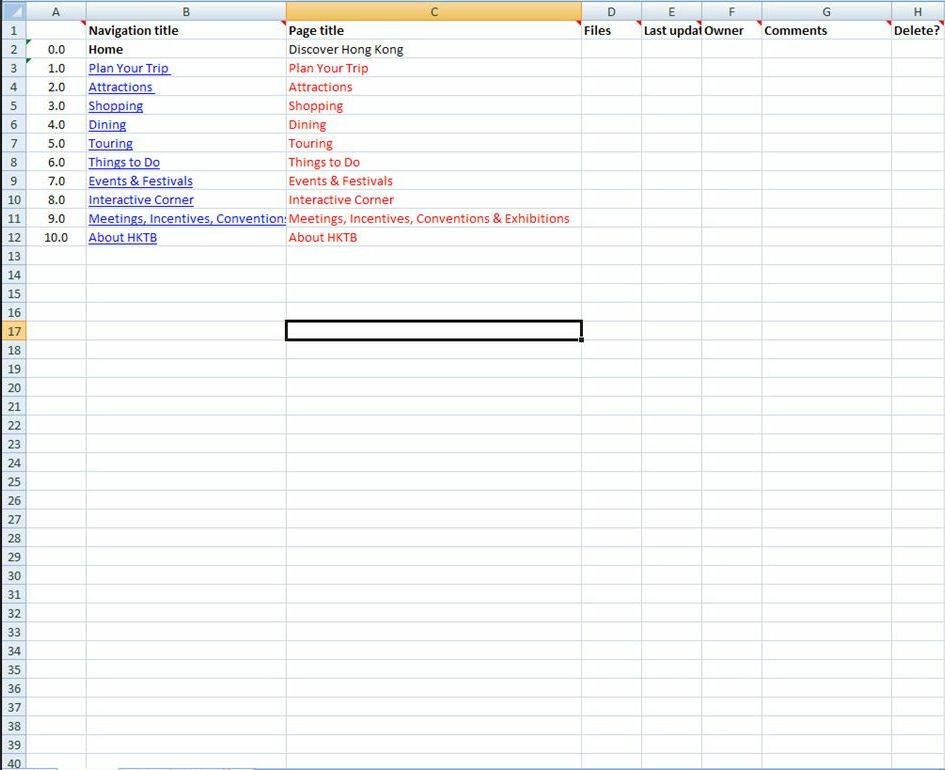 A B C D E F G H
1 Navigation title Page title Files Last updat Owner Comments Delete?
2 0.0 Home Discover Hong Kong
3 1.0 Plan Your Trip Plan Your Trip
4 2.0 Attractions Attractions
5 3.0 Shopping Shopping
6 4.0 Dining Dining
7 5.0 Touring Touring
8 6.0 Things to Do Things to Do
9 7.0 Events & Festivals Events & Festivals
10 8.0 Interactive Corner Interactive Corner
11 9.0 Meetings, Incentives, Conventions Meetings, Incentives, Conventions & Exhibitions
12 10.0 About HKTB About HKTB
13
14
15
16
17
18
19
20
21
22
23
24
25
26
27
28
29
30
31
32
33
34
35
36
37
38
39
40